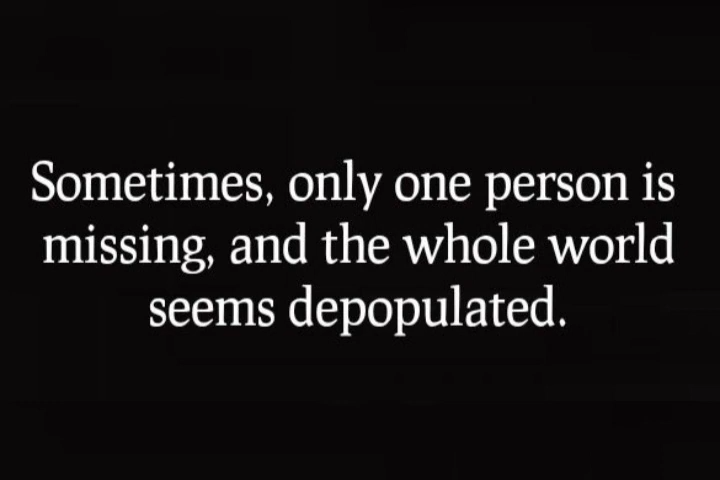 Sometimes, only one person is
missing, and the whole world
seems depopulated.